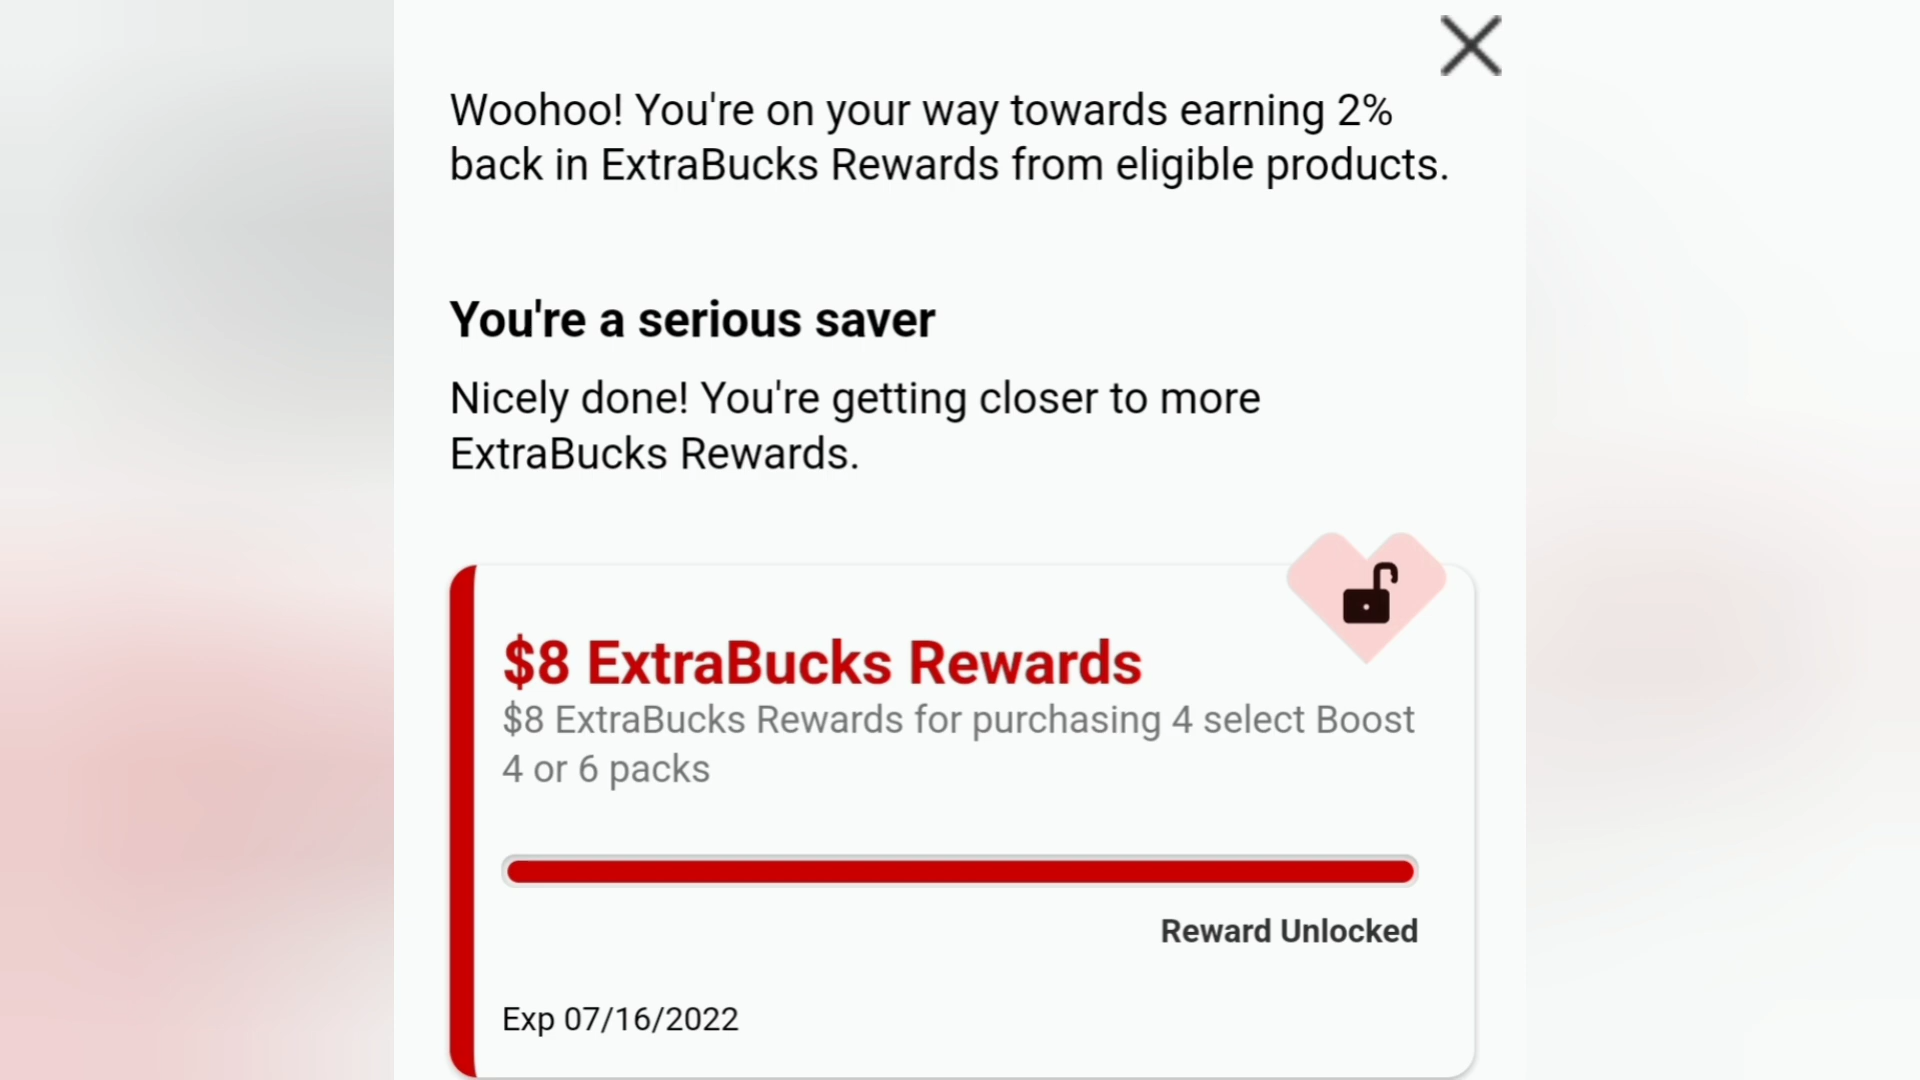 Woohoo! You're on your way towards earning 2%
back in ExtraBucks Rewards from eligible products.
You're a serious saver
Nicely done! You're getting closer to more
ExtraBucks Rewards.
$8 ExtraBucks Rewards
$8 ExtraBucks Rewards for purchasing 4 select Boost
4 or 6 packs
Reward Unlocked
Exp 07/16/2022